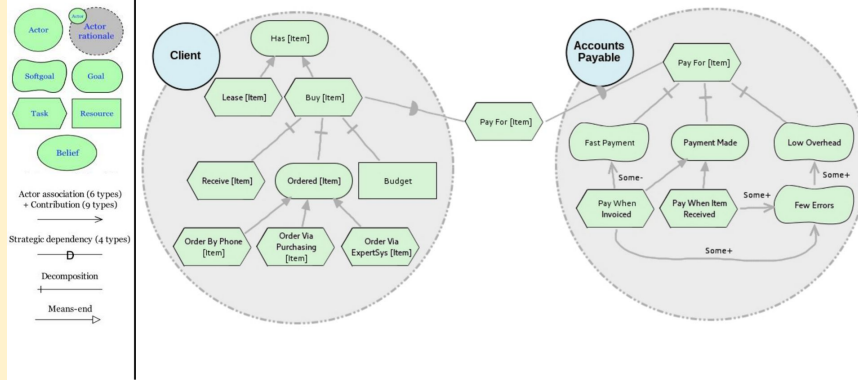 Actor
Actor
Actor
rationale
Softgoal
Goal
Task
Resource
Belief
Actor association (6 types)
+ Contribution (9 types)
Strategic dependency (4 types)
D
Decomposition
Means-end
Client
Has [Item]
Lease [Item]
Buy [Item]
Receive [Item]
Ordered [Item]
Budget
Order By Phone
[Item]
Order Via
Purchasing
[Item]
Order Via
ExpertSys [Item]
Pay For [Item]
Accounts
Payable
Pay For [Item]
Fast Payment
Payment Made
Low Overhead
Some-
Some+
Pay When
Invoiced
Pay When Item
Received
Some+
Few Errors
Some+